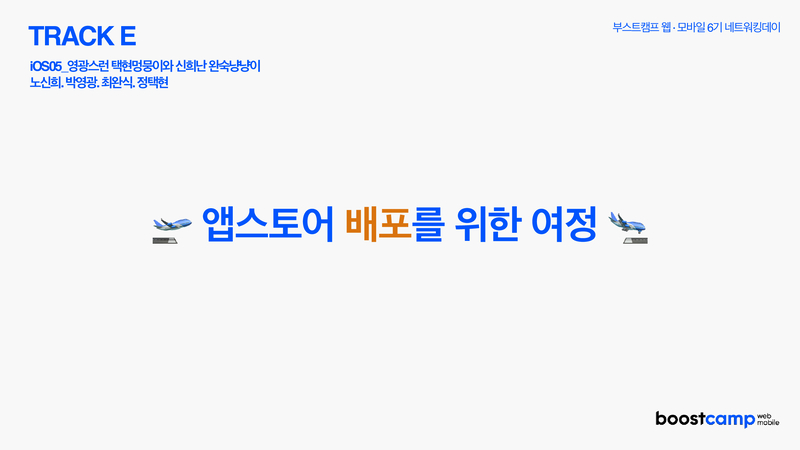 TRACK E
부스트캠프 웹·모바일 6기 네트워킹데이
iOS05_영광스런 택현멍뭉이와 신희난 완숙냥냥이
노신희. 박영광. 최완식. 정택현
앱스토어 배포를 위한 여정
boostcamp web mobile